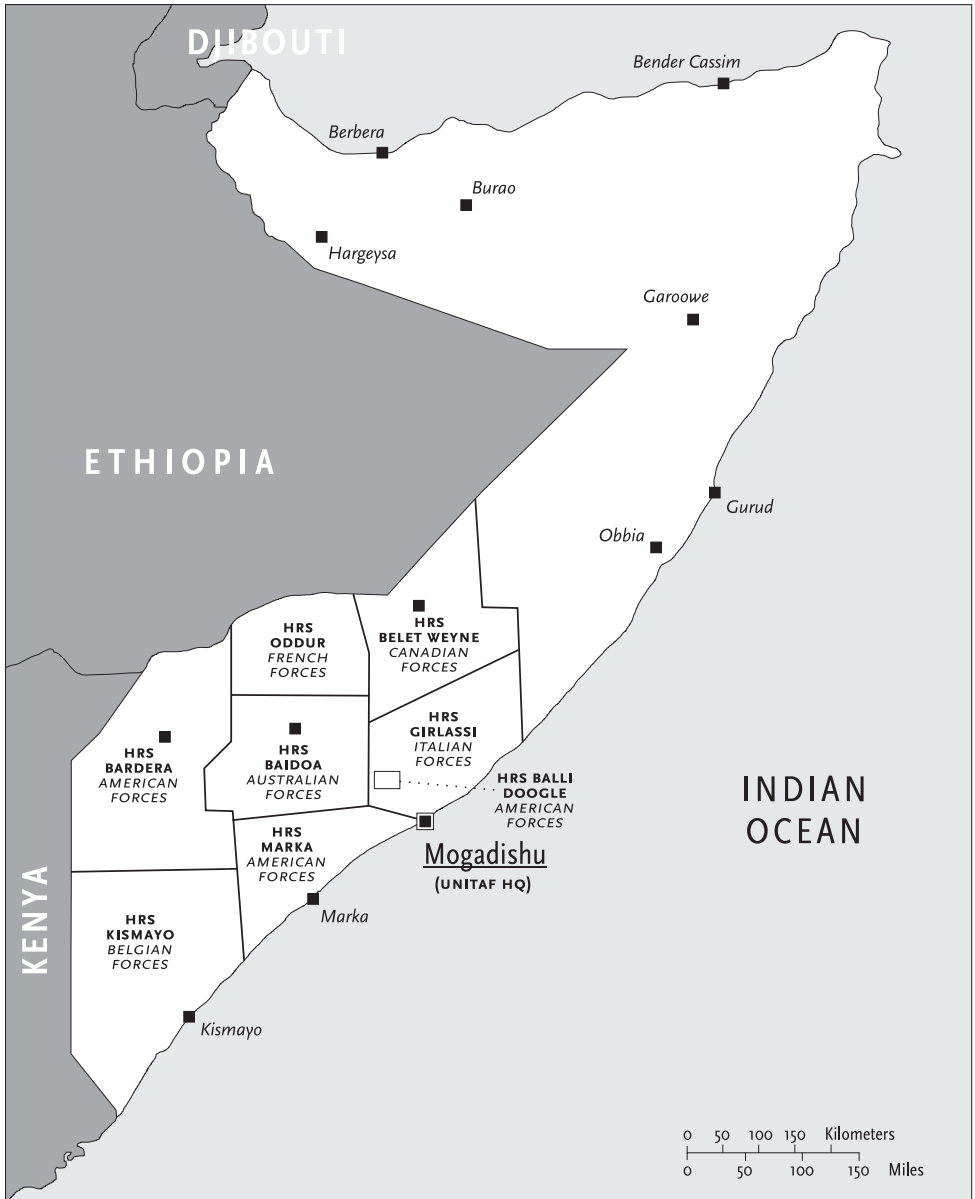 DJIBOUTI
Bender Cassim
Berbera
Burao
Hargeysa
Garoowe
ETHIOPIA
Gurud
Obbia
HRS
ODDUR
FRENCH
FORCES
HRS
BELET WEYNE
CANADIAN
FORCES
HRS
GIRLASSI
ITALIAN
FORCES
HRS
BARDERA
AMERICAN
FORCES
HRS
BAIDOA
AUSTRALIAN
FORCES
HRS BALLI
DOOGLE
AMERICAN
FORCES
INDIAN
OCEAN
HRS
MARKA
AMERICAN
FORCES
Mogadishu
(UNITAF HQ)
KENYA
HRS
KISMAYO
BELGIAN
FORCES
Marka
Kismayo
0 50 100 150 Kilometers
0 50 100 150 Miles